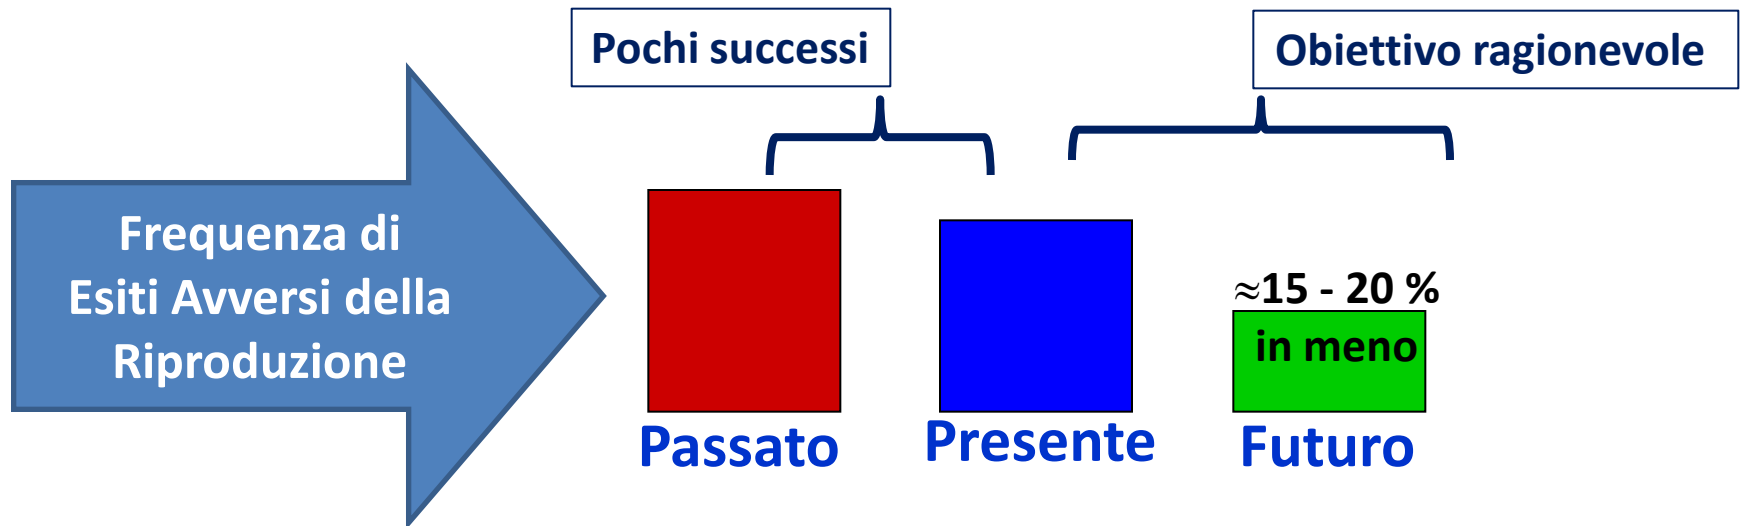 Pochi successi
Obiettivo ragionevole
Frequenza di
Esiti Avversi della
Riproduzione
≈15 - 20 %
in meno
Passato
Presente
Futuro